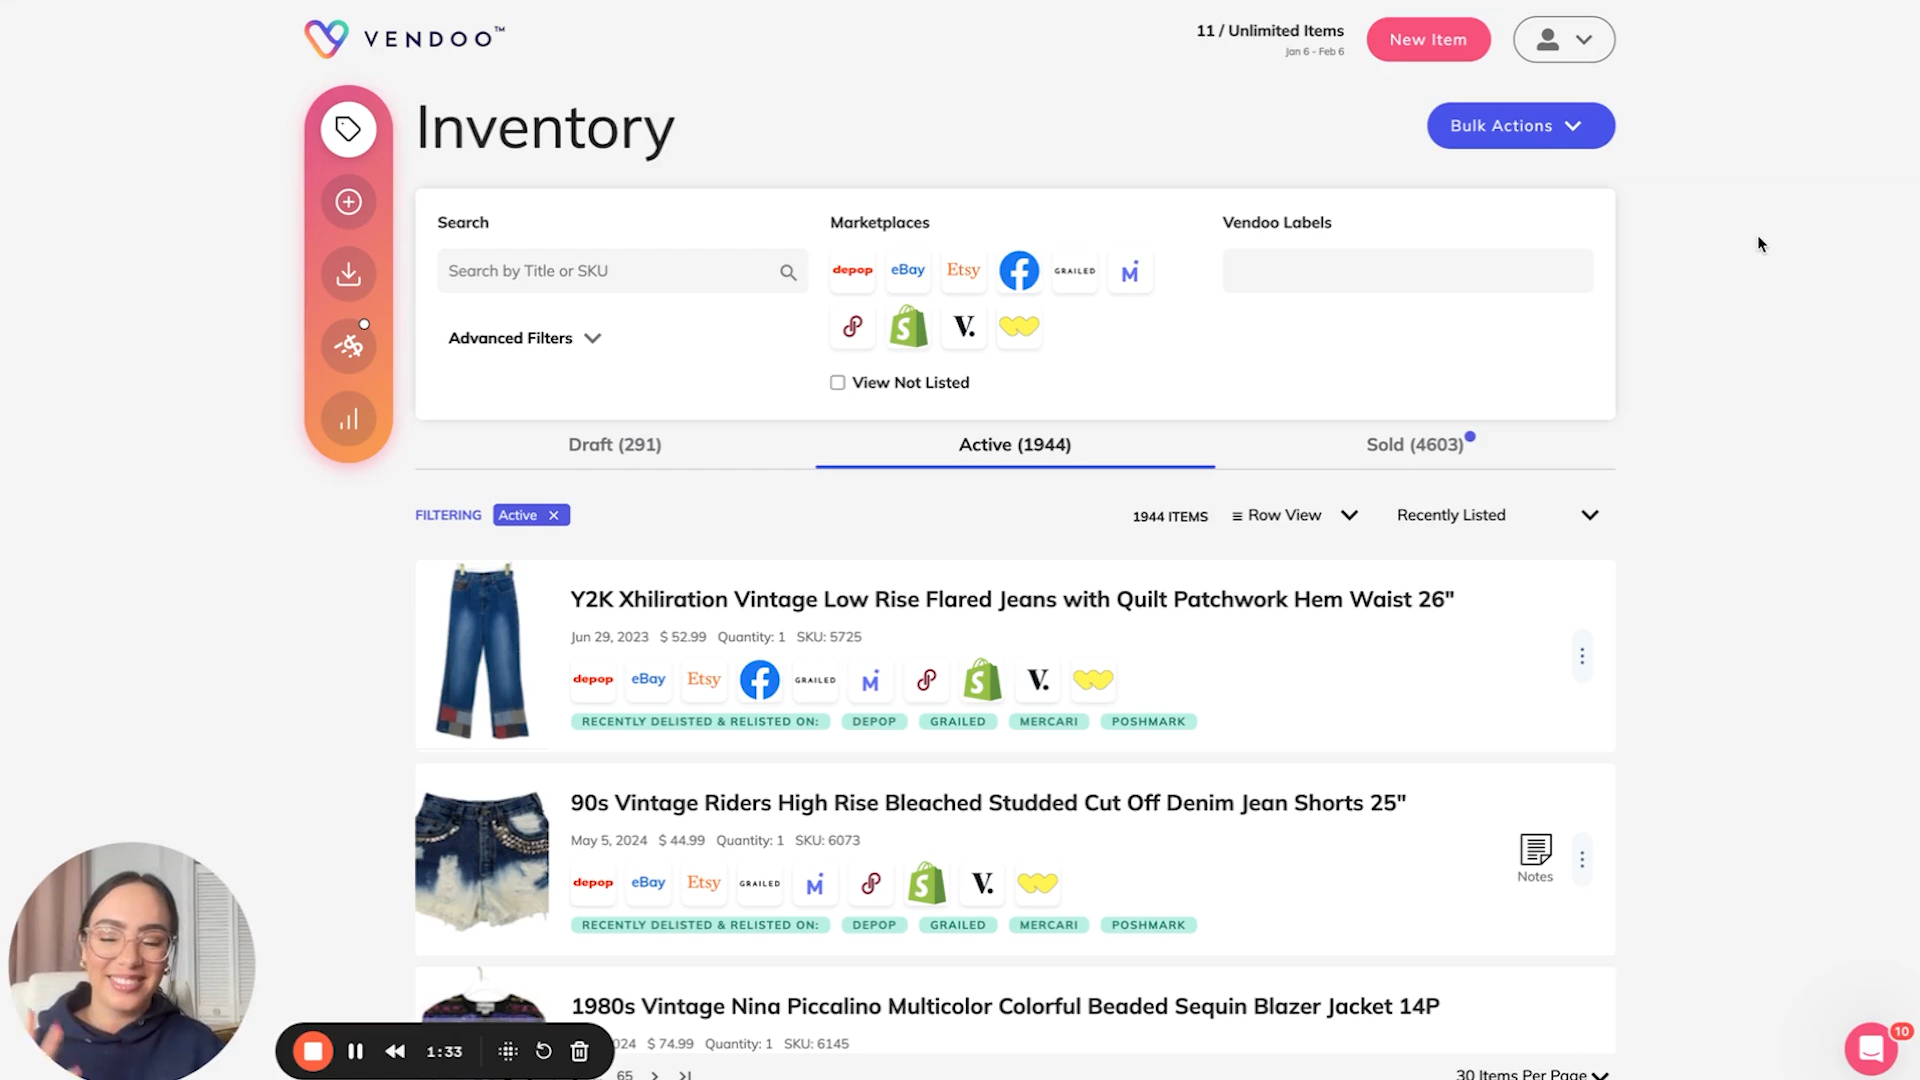 VENDOO™
11 / Unlimited Items
Jan 6 - Feb 6
New Item
Inventory
Bulk Actions
Search
Search by Title or SKU
Advanced Filters
Marketplaces
depop eBay Etsy GRAILED
V.
View Not Listed
Vendoo Labels
Draft (291)
Active (1944)
Sold (4603)
FILTERING Active
1944 ITEMS
Row View
Recently Listed
Y2K Xhiliration Vintage Low Rise Flared Jeans with Quilt Patchwork Hem Waist 26"
Jun 29, 2023 $ 52.99 Quantity: 1 SKU: 5725
depop eBay Etsy GRAILED V.
RECENTLY DELISTED & RELISTED ON: DEPOP GRAILED MERCARI POSHMARK
90s Vintage Riders High Rise Bleached Studded Cut Off Denim Jean Shorts 25"
May 5, 2024 $ 44.99 Quantity: 1 SKU: 6073
depop eBay Etsy GRAILED V.
RECENTLY DELISTED & RELISTED ON: DEPOP GRAILED MERCARI POSHMARK
Notes
1980s Vintage Nina Piccalino Multicolor Colorful Beaded Sequin Blazer Jacket 14P
024 $ 74.99 Quantity: 1 SKU: 6145
1:33
65
30 Items Per Page
10